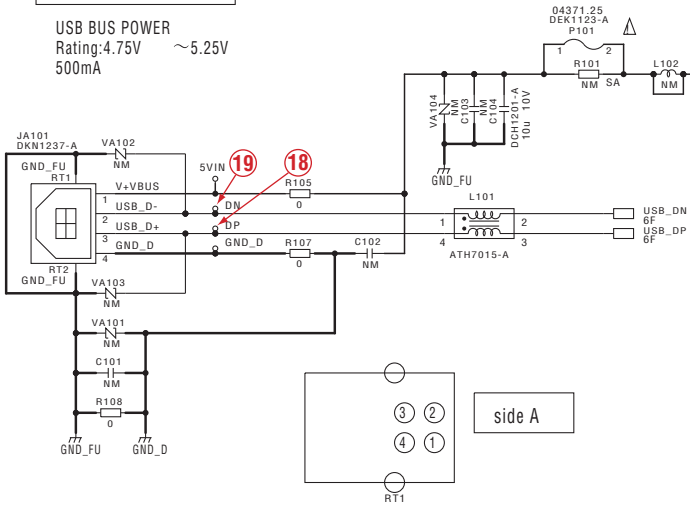 USB BUS POWER
Rating:4.75V ~5.25V
500mA
04371.25
DEK1123-A
P101
1 2
R101
NM SA
L102
NM
VA104
NM
C103
NM
C104
DCH1201-A
10u 10V
GND_FU
JA101
DKN1237-A
VA102
NM
GND_FU
RT1
5VIN
19
18
V+VBUS
1
R105
0
USB_D-
2
DN
USB_D+
3
DP
GND_D
4
GND_D
R107
0
C102
NM
L101
1 2
4 3
ATH7015-A
USB_DN
6F
USB_DP
6F
RT2
GND_FU
VA103
NM
VA101
NM
C101
NM
R108
0
GND_FU
GND_D
3 2
4 1
RT1
side A